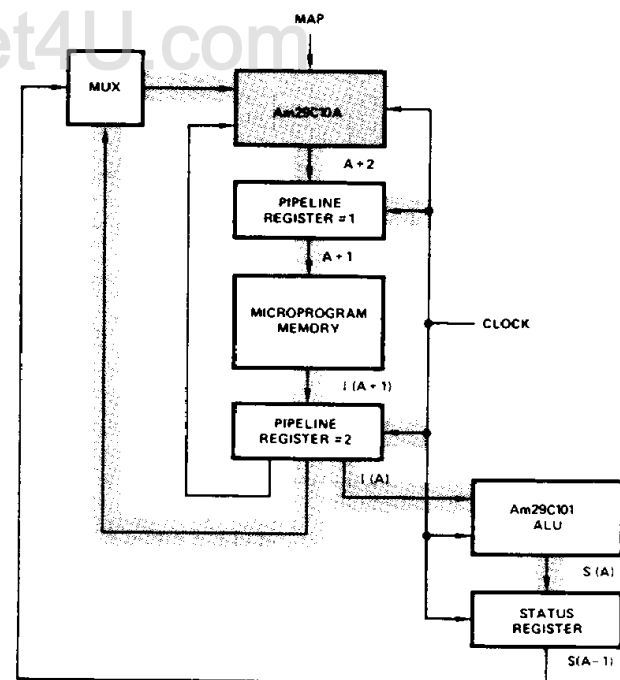 et4U.com
MAP
MUX
Am29C10A
A+2
PIPELINE
REGISTER =1
A+1
MICROPROGRAM
MEMORY
CLOCK
I (A+1)
PIPELINE
REGISTER =2
I (A)
Am29C101
ALU
S (A)
STATUS
REGISTER
S(A-1)